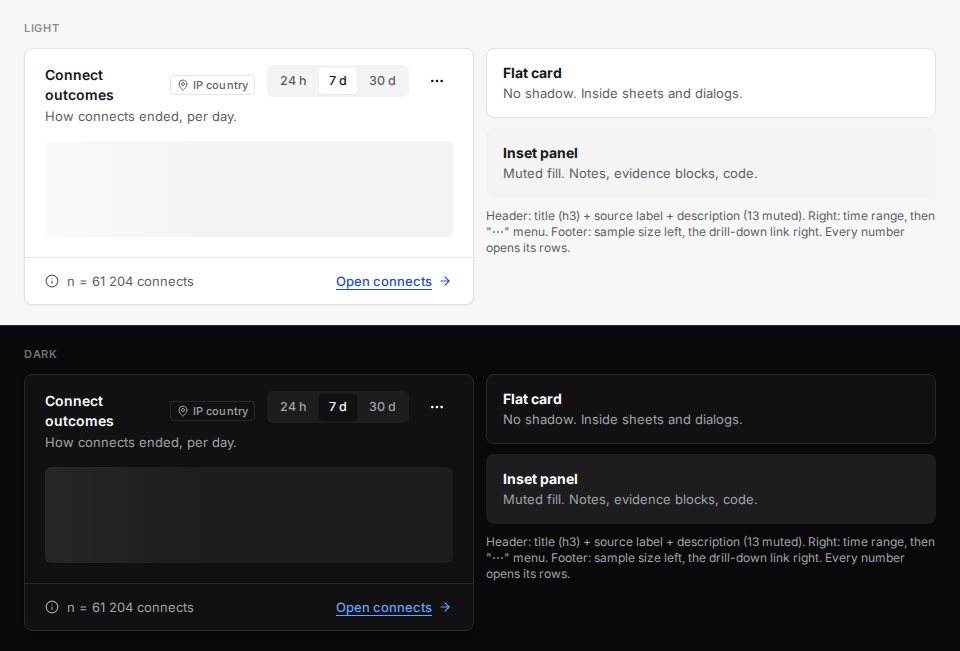 LIGHT
Connect
outcomes
IP country
24 h
7 d
30 d
···
How connects ended, per day.
n = 61 204 connects
Open connects →
Flat card
No shadow. Inside sheets and dialogs.
Inset panel
Muted fill. Notes, evidence blocks, code.
Header: title (h3) + source label + description (13 muted). Right: time range, then
"···" menu. Footer: sample size left, the drill-down link right. Every number
opens its rows.
DARK
Connect
outcomes
IP country
24 h
7 d
30 d
···
How connects ended, per day.
n = 61 204 connects
Open connects →
Flat card
No shadow. Inside sheets and dialogs.
Inset panel
Muted fill. Notes, evidence blocks, code.
Header: title (h3) + source label + description (13 muted). Right: time range, then
"···" menu. Footer: sample size left, the drill-down link right. Every number
opens its rows.